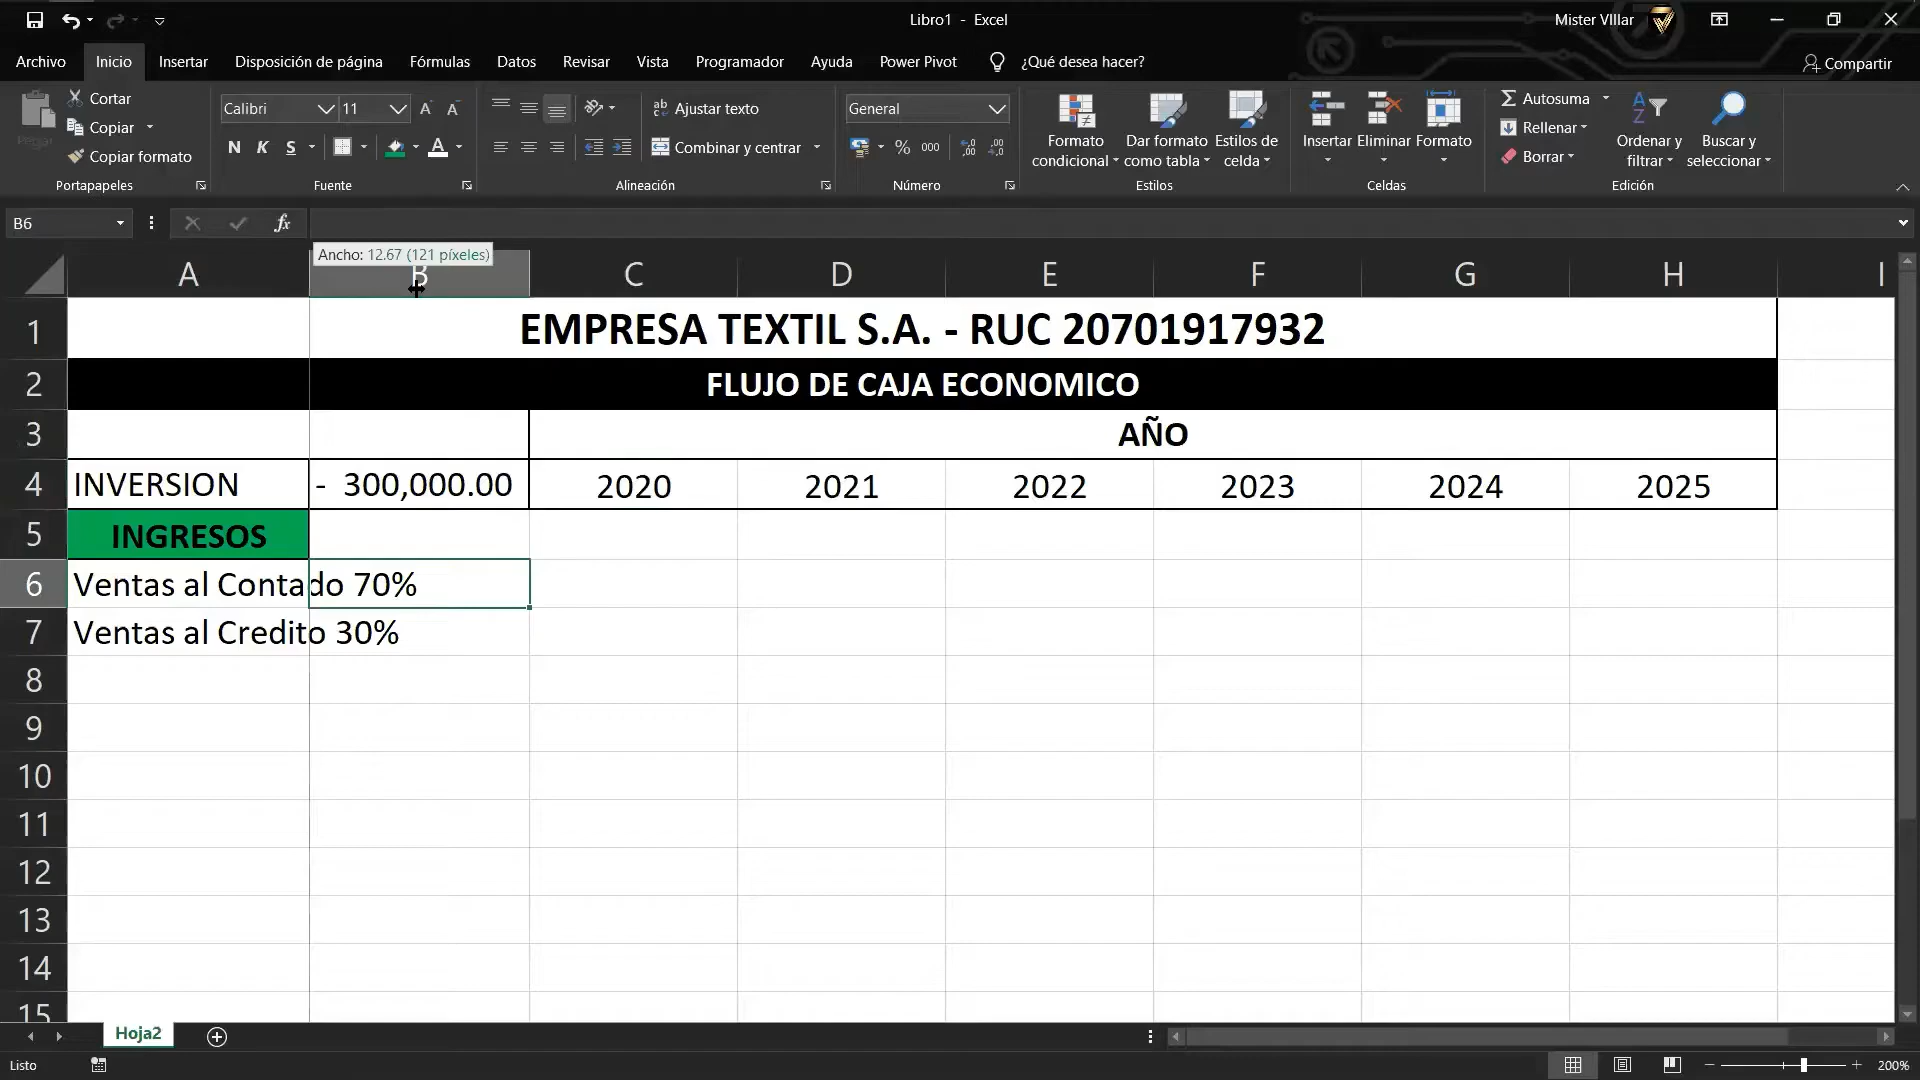 Libro1 - Excel
Mister VIllar
Archivo Inicio Insertar Disposición de página Fórmulas Datos Revisar Vista Programador Ayuda Power Pivot ¿Qué desea hacer? Compartir
Pegar
Cortar
Copiar
Copiar formato
Portapapeles
Calibri 11
N K S A
Fuente
Ajustar texto
Combinar y centrar
Alineación
General
% 000
Número
Formato condicional
Dar formato como tabla
Estilos de celda
Estilos
Insertar Eliminar Formato
Celdas
Autosuma
Rellenar
Borrar
Ordenar y filtrar
Buscar y seleccionar
Edición
B6 fx
Ancho: 12.67 (121 píxeles)
A B C D E F G H I
1 EMPRESA TEXTIL S.A. - RUC 20701917932
2 FLUJO DE CAJA ECONOMICO
3 AÑO
4 INVERSION - 300,000.00 2020 2021 2022 2023 2024 2025
5 INGRESOS
6 Ventas al Contado 70%
7 Ventas al Credito 30%
8
9
10
11
12
13
14
15
Hoja2
Listo 200%